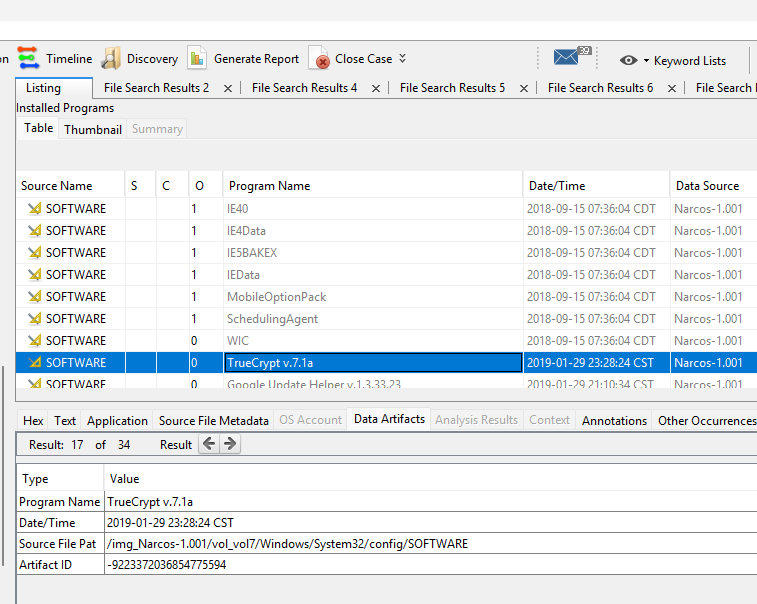 on Timeline Discovery Generate Report Close Case 39 Keyword Lists
Listing File Search Results 2 × File Search Results 4 × File Search Results 5 × File Search Results 6 × File Search
Installed Programs
Table Thumbnail Summary
Source Name S C O Program Name Date/Time Data Source
SOFTWARE 1 IE40 2018-09-15 07:36:04 CDT Narcos-1.001
SOFTWARE 1 IE4Data 2018-09-15 07:36:04 CDT Narcos-1.001
SOFTWARE 1 IE5BAKEX 2018-09-15 07:36:04 CDT Narcos-1.001
SOFTWARE 1 IEData 2018-09-15 07:36:04 CDT Narcos-1.001
SOFTWARE 1 MobileOptionPack 2018-09-15 07:36:04 CDT Narcos-1.001
SOFTWARE 1 SchedulingAgent 2018-09-15 07:36:04 CDT Narcos-1.001
SOFTWARE 0 WIC 2018-09-15 07:36:04 CDT Narcos-1.001
SOFTWARE 0 TrueCrypt v.7.1a 2019-01-29 23:28:24 CST Narcos-1.001
SOFTWARE 0 Google Update Helper v.1.3.33.23 2019-01-29 21:10:34 CST Narcos-1.001
Hex Text Application Source File Metadata OS Account Data Artifacts Analysis Results Context Annotations Other Occurrences
Result: 17 of 34 Result
Type Value
Program Name TrueCrypt v.7.1a
Date/Time 2019-01-29 23:28:24 CST
Source File Pat /img_Narcos-1.001/vol_vol7/Windows/System32/config/SOFTWARE
Artifact ID -9223372036854775594